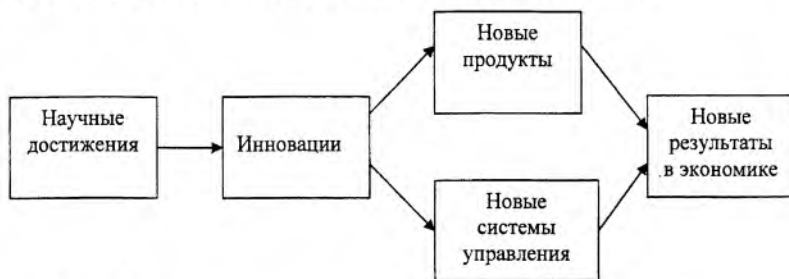 Научные
достижения
Инновации
Новые
продукты
Новые
системы
управления
Новые
результаты
в экономике